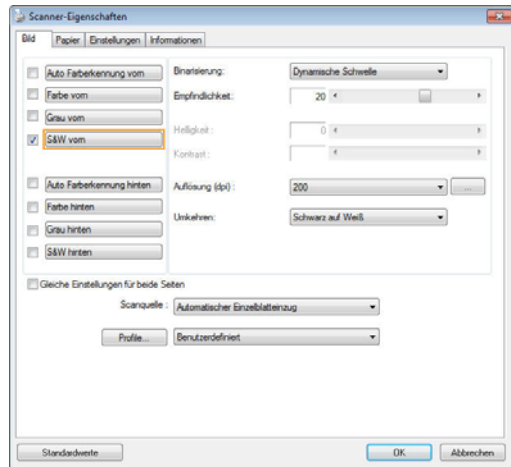 Scanner-Eigenschaften
Bild Papier Einstellungen Informationen
Auto Farberkennung vorn
Farbe vorn
Grau vorn
S&W vorn
Auto Farberkennung hinten
Farbe hinten
Grau hinten
S&W hinten
Binarisierung: Dynamische Schwelle
Empfindlichkeit: 20
Helligkeit : 0
Kontrast :
Auflösung (dpi) : 200 ...
Umkehren: Schwarz auf Weiß
Gleiche Einstellungen für beide Seiten
Scanquelle : Automatischer Einzelblatteinzug
Profile... Benutzerdefiniert
Standardwerte OK Abbrechen